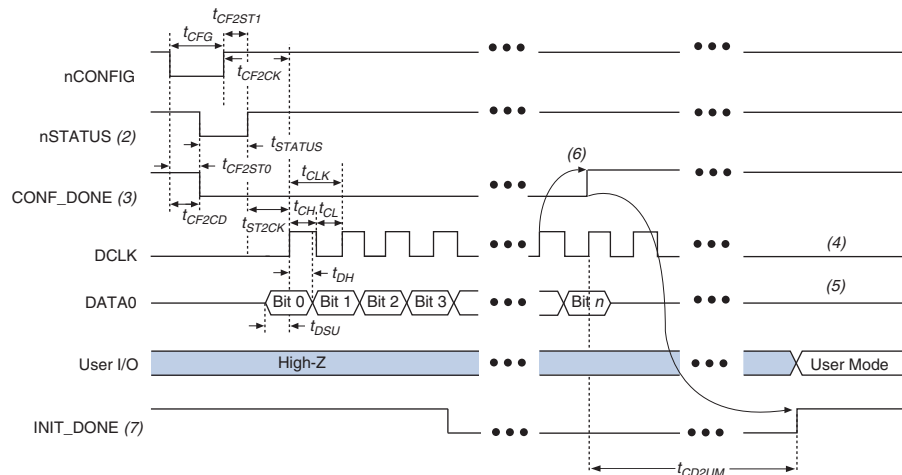 tCF2ST1
tCFG
nCONFIG
tCF2CK
nSTATUS (2)
tSTATUS
tCF2ST0
(6)
tCLK
CONF_DONE (3)
tCF2CD
tST2CK
tCH
tCL
DCLK
(4)
tDH
DATA0
Bit 0
Bit 1
Bit 2
Bit 3
Bit n
(5)
tDSU
User I/O
High-Z
User Mode
INIT_DONE (7)
tCD2UM